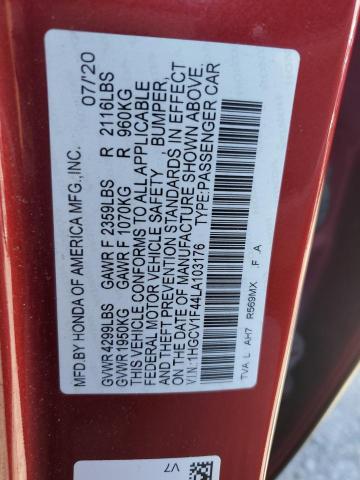 MFD.BY HONDA OF AMERICA MFG.,INC. 07/'20
GVWR 4299LBS GAWR F 2359LBS R 2116LBS
GVWR 1950KG GAWR F 1070KG R 960KG
THIS VEHICLE CONFORMS TO ALL APPLICABLE
FEDERAL MOTOR VEHICLE SAFETY, BUMPER,
AND THEFT PREVENTION STANDARDS IN EFFECT
ON THE DATE OF MANUFACTURE SHOWN ABOVE.
V.I.N.:1HGCV1F44LA103176 TYPE:PASSENGER CAR
TVA L AH7 R569MX .F .A
V7